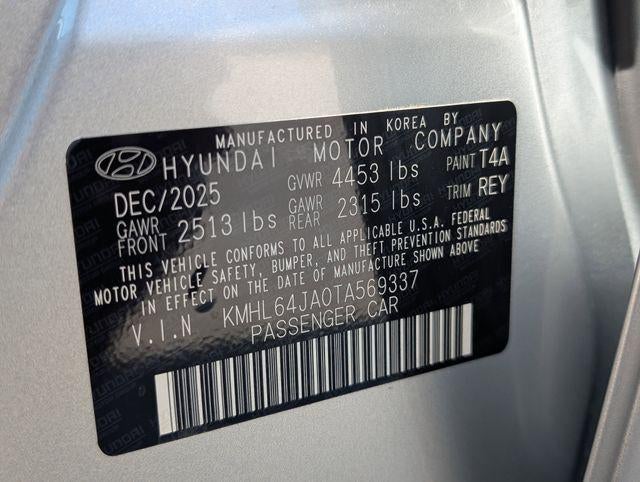 MANUFACTURED IN KOREA BY
HYUNDAI MOTOR COMPANY
DEC/2025 GVWR 4453 lbs PAINT T4A
GAWR FRONT 2513 lbs GAWR REAR 2315 lbs TRIM REY
THIS VEHICLE CONFORMS TO ALL APPLICABLE U.S.A. FEDERAL
MOTOR VEHICLE SAFETY, BUMPER, AND THEFT PREVENTION STANDARDS
IN EFFECT ON THE DATE OF MANUFACTURE SHOWN ABOVE
V.I.N KMHL64JA0TA569337
PASSENGER CAR